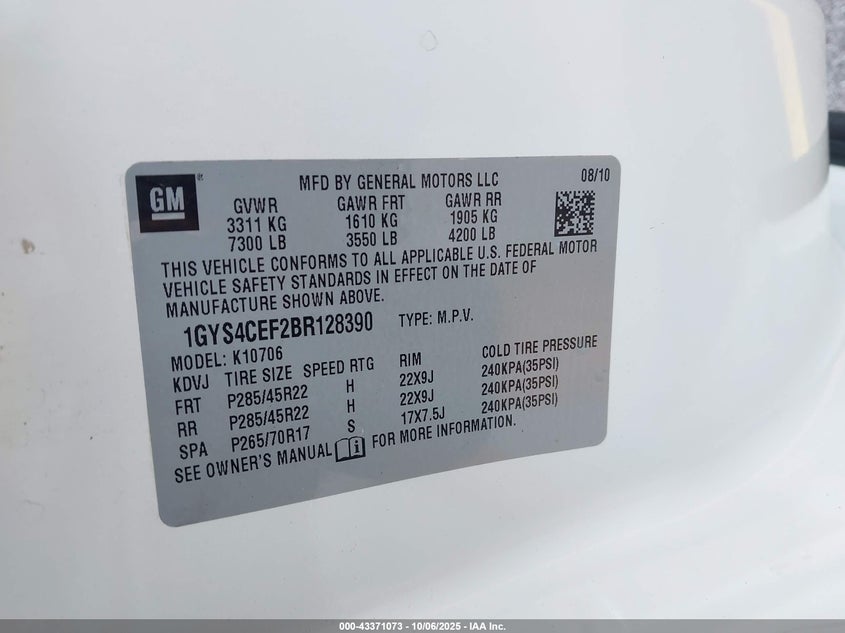 GM
MFD BY GENERAL MOTORS LLC 08/10
GVWR GAWR FRT GAWR RR
3311 KG 1610 KG 1905 KG
7300 LB 3550 LB 4200 LB
THIS VEHICLE CONFORMS TO ALL APPLICABLE U.S. FEDERAL MOTOR
VEHICLE SAFETY STANDARDS IN EFFECT ON THE DATE OF
MANUFACTURE SHOWN ABOVE.
1GYS4CEF2BR128390 TYPE: M.P.V.
MODEL: K10706
KDVJ TIRE SIZE SPEED RTG RIM COLD TIRE PRESSURE
FRT P285/45R22 H 22X9J 240KPA(35PSI)
RR P285/45R22 H 22X9J 240KPA(35PSI)
SPA P265/70R17 S 17X7.5J 240KPA(35PSI)
SEE OWNER'S MANUAL i FOR MORE INFORMATION.
000-43371073 - 10/06/2025 - IAA Inc.